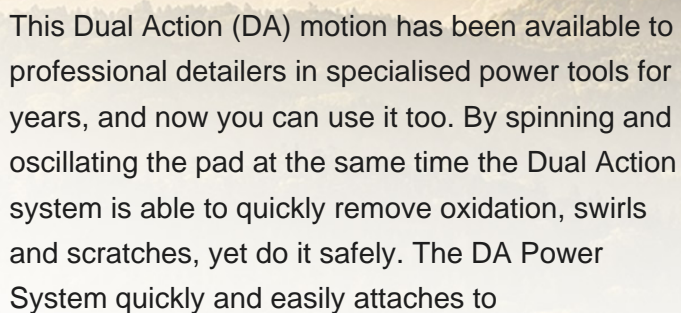 This Dual Action (DA) motion has been available to
professional detailers in specialised power tools for
years, and now you can use it too. By spinning and
oscillating the pad at the same time the Dual Action
system is able to quickly remove oxidation, swirls
and scratches, yet do it safely. The DA Power
System quickly and easily attaches to